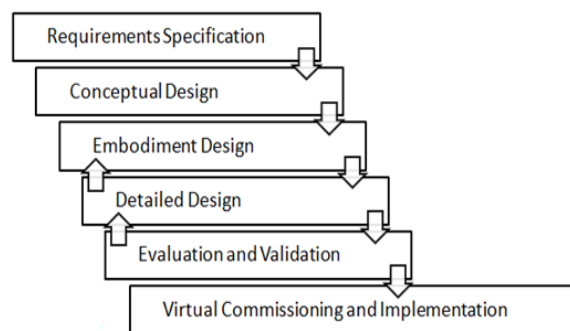 Requirements Specification
Conceptual Design
Embodiment Design
Detailed Design
Evaluation and Validation
Virtual Commissioning and Implementation